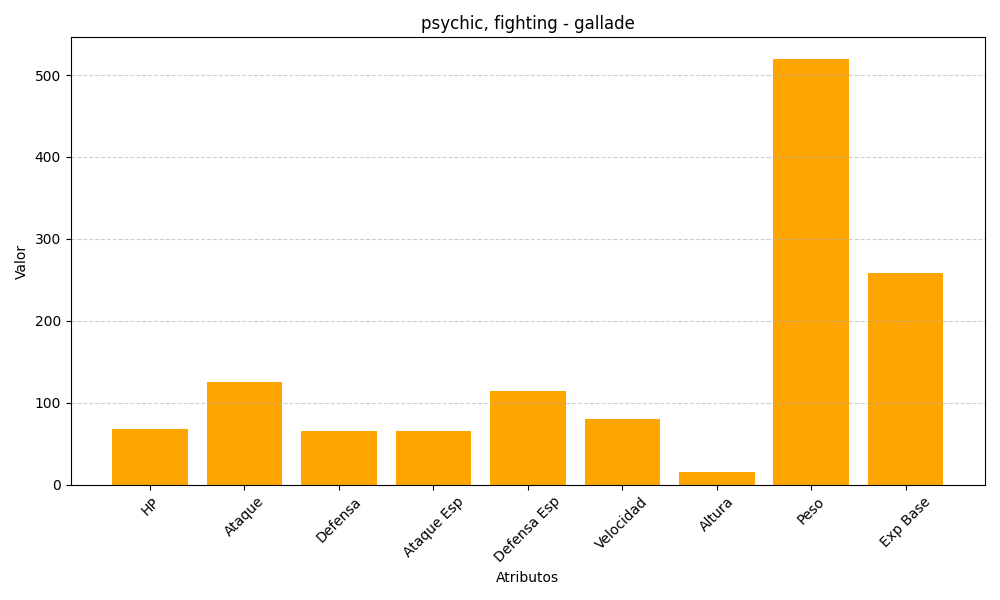 psychic, fighting - gallade
Valor
500
400
300
200
100
0
HP
Ataque
Defensa
Ataque Esp
Defensa Esp
Velocidad
Altura
Peso
Exp Base
Atributos